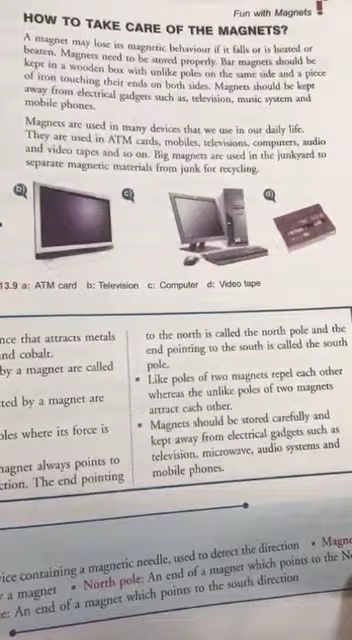 Fun with Magnets
HOW TO TAKE CARE OF THE MAGNETS?
A magnet may lose its magnetic behaviour if it falls or is heated or
beaten. Magnets need to be stored properly. Bar magnets should be
kept in a wooden box with unlike poles on the same side and a piece
of iron touching their ends on both sides. Magnets should be kept
away from electrical gadgets such as, television, music system and
mobile phones.
Magnets are used in many devices that we use in our daily life.
They are used in ATM cards, mobiles, televisions, computers, audio
and video tapes and so on. Big magnets are used in the junkyard to
separate magnetic materials from junk for recycling.
b)
c)
d)
13.9 a: ATM card b: Television c: Computer d: Video tape
nce that attracts metals
nd cobalt.
by a magnet are called
ted by a magnet are
oles where its force is
nagnet always points to
ction. The end pointing
to the north is called the north pole and the
end pointing to the south is called the south
pole.
• Like poles of two magnets repel each other
whereas the unlike poles of two magnets
attract each other.
• Magnets should be stored carefully and
kept away from electrical gadgets such as
television, microwave, audio systems and
mobile phones.
ice containing a magnetic needle, used to detect the direction • Magne
a magnet • North pole: An end of a magnet which points to the No
e: An end of a magnet which points to the south direction